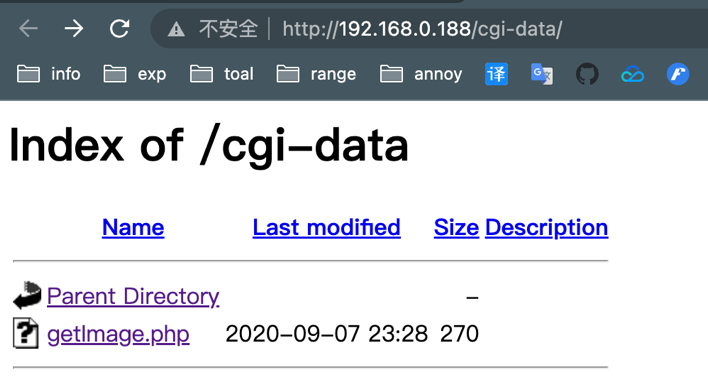 不安全 | http://192.168.0.188/cgi-data/
info exp toal range annoy 译 G
Index of /cgi-data
Name Last modified Size Description
Parent Directory -
getImage.php 2020-09-07 23:28 270